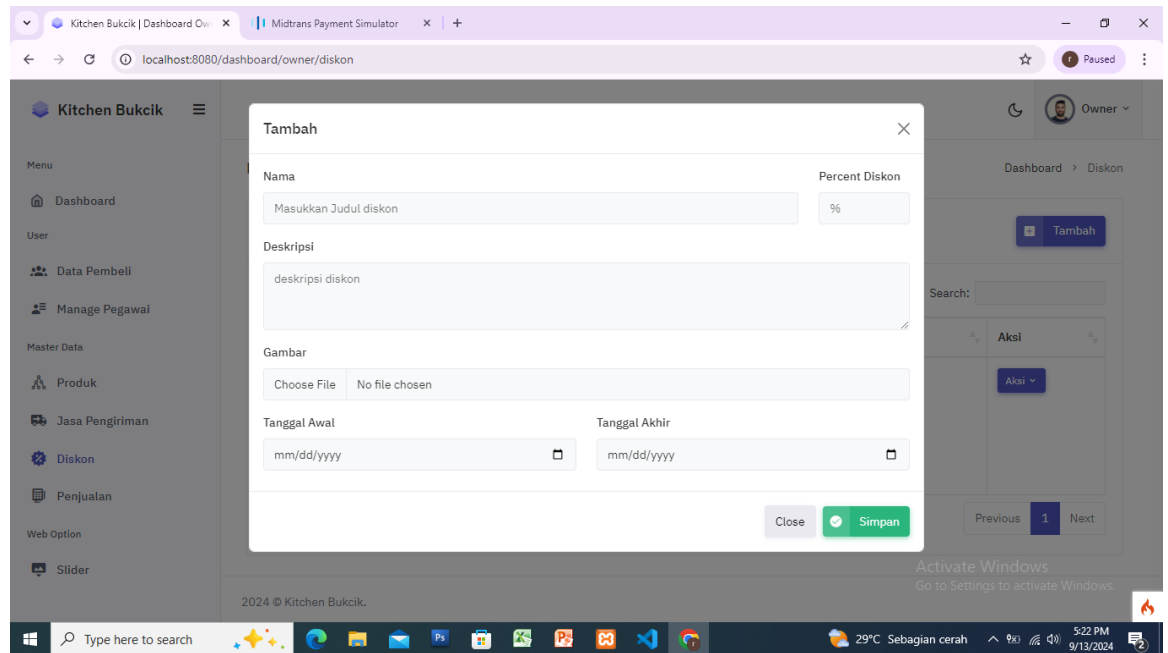 Kitchen Bukcik | Dashboard Ow
Midtrans Payment Simulator
localhost:8080/dashboard/owner/diskon
r Paused
Kitchen Bukcik
Owner
Tambah
Menu
Dashboard
User
Data Pembeli
Manage Pegawai
Master Data
Produk
Jasa Pengiriman
Diskon
Penjualan
Web Option
Slider
Dashboard > Diskon
Tambah
Search:
Aksi
Aksi
Previous 1 Next
Nama Percent Diskon
Masukkan Judul diskon %
Deskripsi
deskripsi diskon
Gambar
Choose File No file chosen
Tanggal Awal Tanggal Akhir
mm/dd/yyyy mm/dd/yyyy
Close Simpan
Activate Windows
Go to Settings to activate Windows.
2024 © Kitchen Bukcik.
Type here to search
Ps
29°C Sebagian cerah
5:22 PM
9/13/2024
2